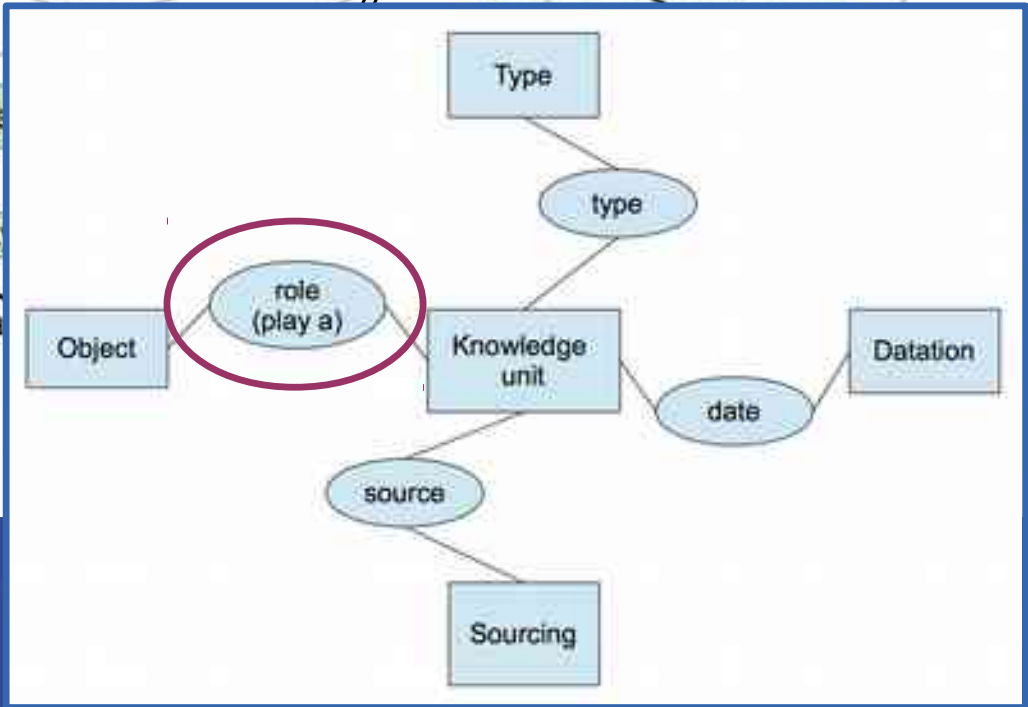 Type
type
role
(play a)
Object
Knowledge
unit
Datation
date
source
Sourcing